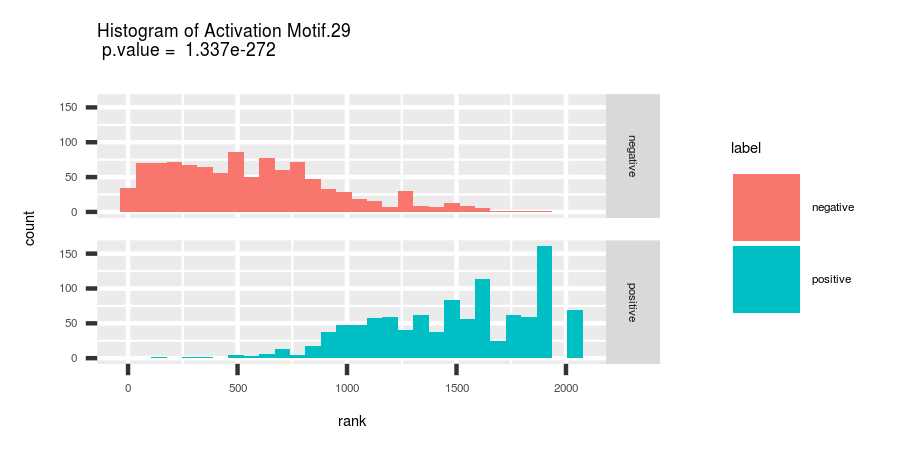 Histogram of Activation Motif.29
p.value = 1.337e-272
count
150
100
50
0
negative
150
100
50
0
positive
0 500 1000 1500 2000
rank
label
negative
positive